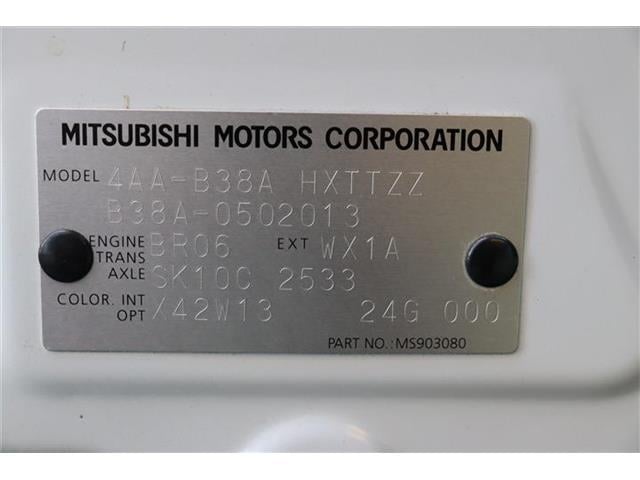 MITSUBISHI MOTORS CORPORATION
MODEL 4AA-B38A HXTTZZ
B38A-0502013
ENGINE BR06 EXT WX1A
TRANS
AXLE SK10C 2533
COLOR. INT
OPT X42W13 24G 000
PART NO.:MS903080